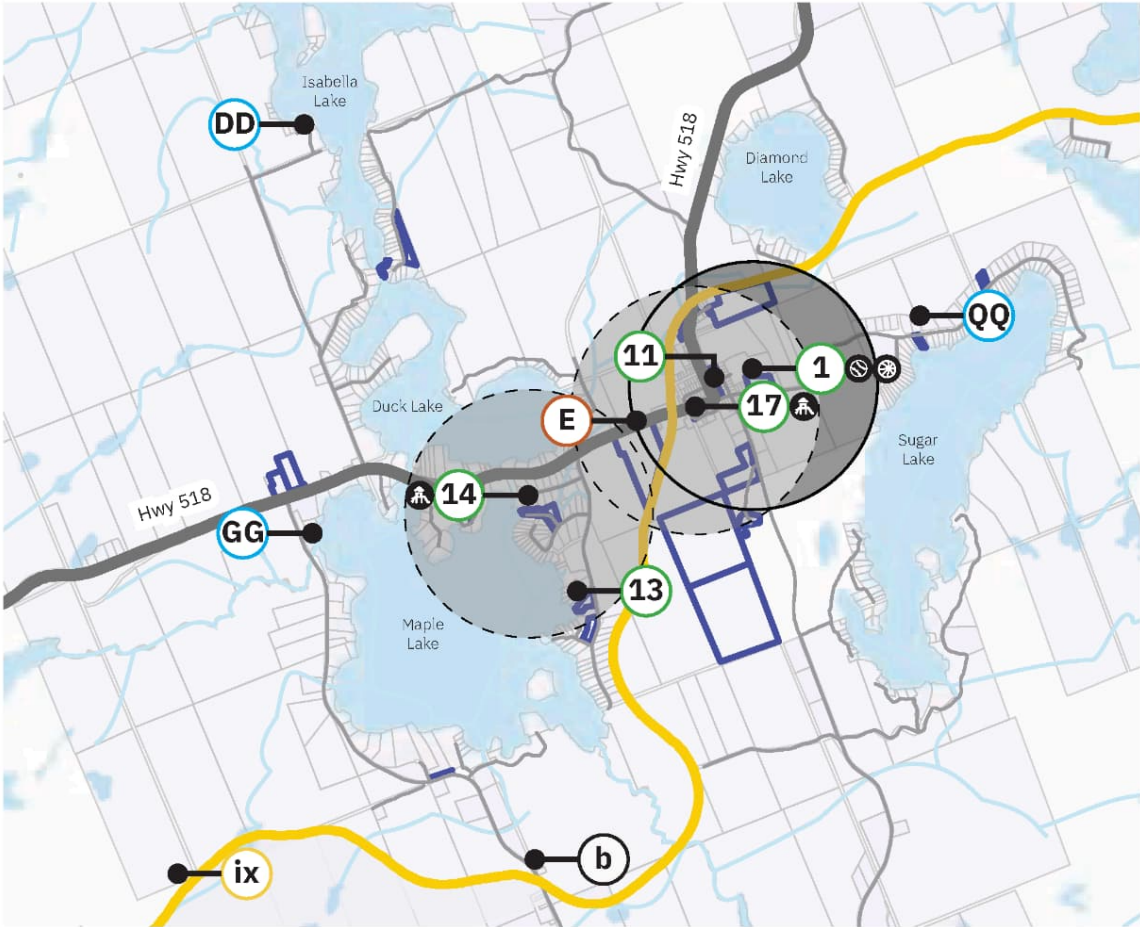 Isabella
Lake
DD
Hwy 518
Diamond
Lake
QQ
11
1
Duck Lake
E
17
Sugar
Lake
14
Hwy 518
GG
13
Maple
Lake
b
ix